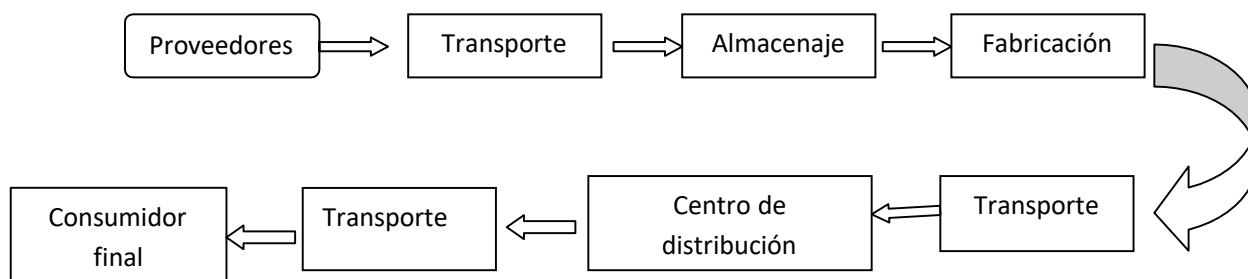 Proveedores
Transporte
Almacenaje
Fabricación
Transporte
Centro de
distribución
Transporte
Consumidor
final